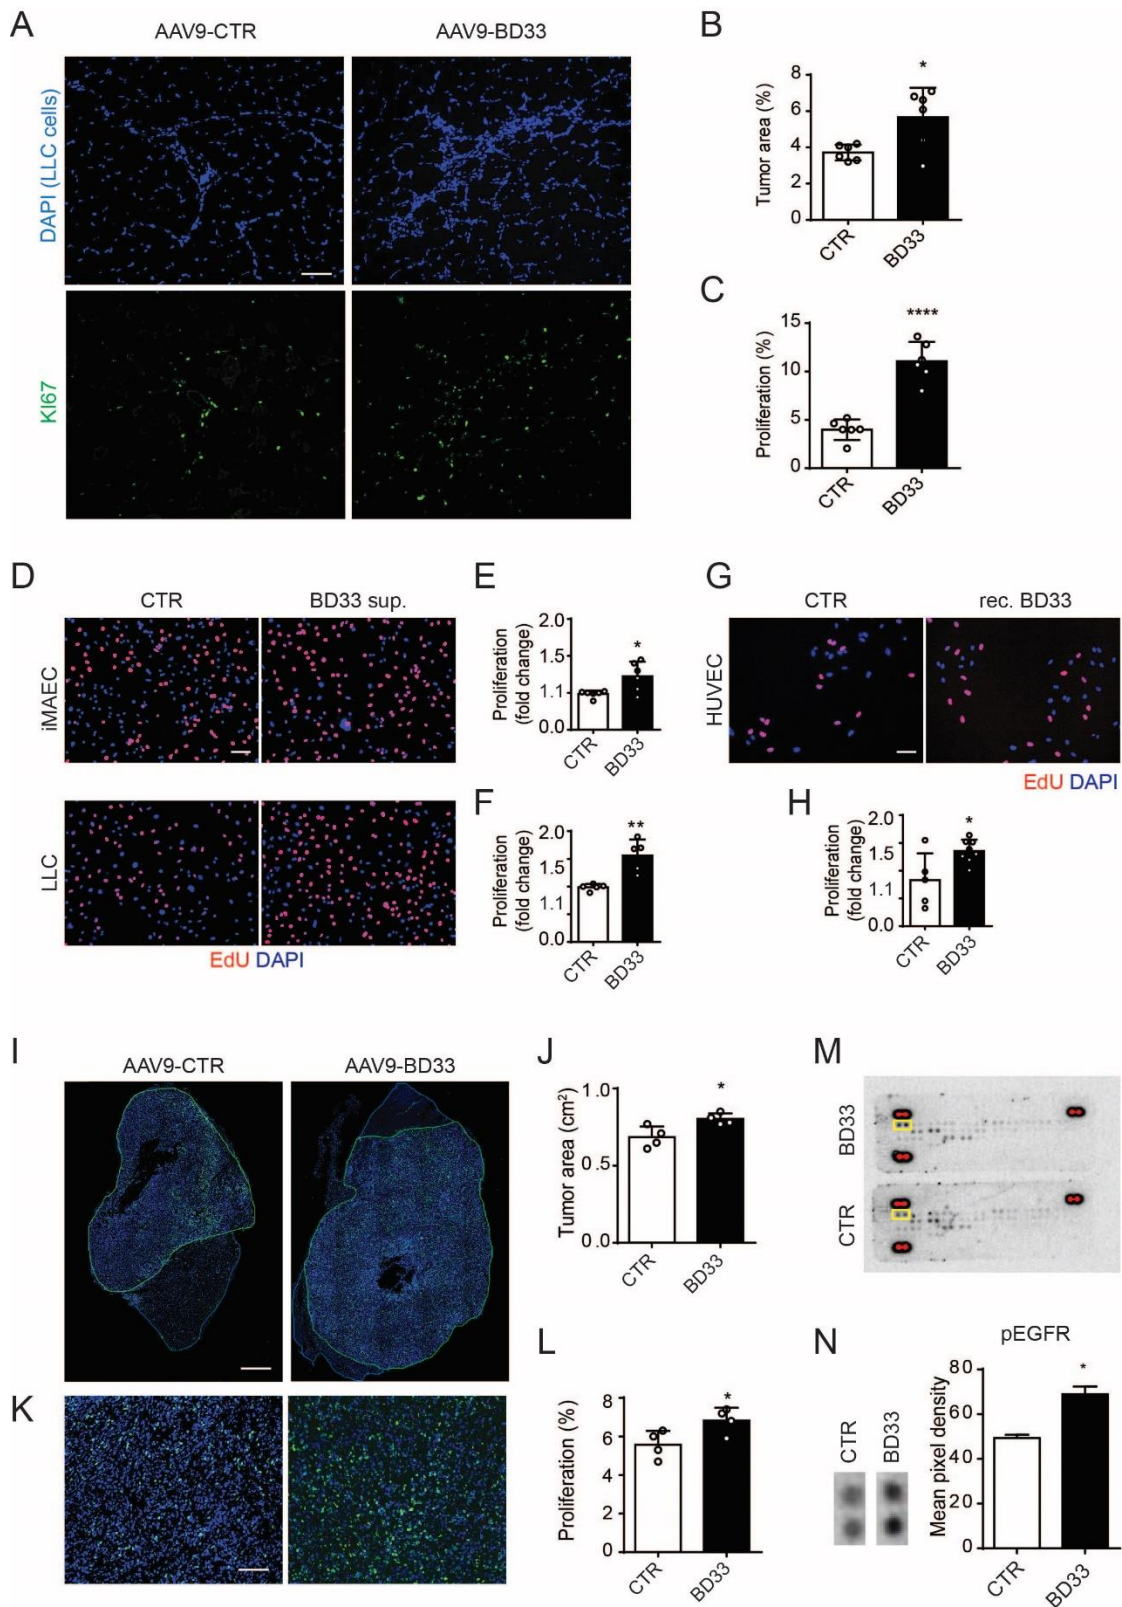 A
AAV9-CTR
AAV9-BD33
DAPI (LLC cells)
KI67
B
Tumor area (%)
8
6
4
2
0
*
CTR
BD33
C
Proliferation (%)
15
10
5
0
****
CTR
BD33
D
CTR
BD33 sup.
iMAEC
LLC
EdU DAPI
E
Proliferation
(fold change)
2.0
1.5
1.1
0.0
*
CTR
BD33
F
Proliferation
(fold change)
2.0
1.5
1.1
2.0
**
CTR
BD33
G
CTR
rec. BD33
HUVEC
EdU DAPI
H
Proliferation
(fold change)
2.0
1.5
1.1
0.0
*
CTR
BD33
I
AAV9-CTR
AAV9-BD33
J
Tumor area (cm²)
1.0
0.5
0.0
*
CTR
BD33
K
L
Proliferation (%)
8
6
4
2
0
*
CTR
BD33
M
BD33
CTR
N
pEGFR
CTR
BD33
Mean pixel density
80
60
40
20
0
*
CTR
BD33